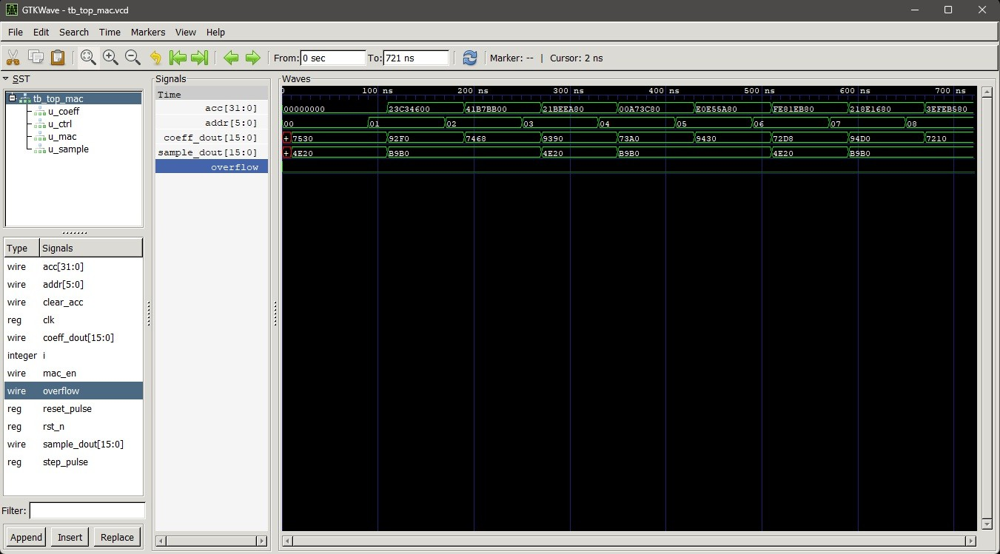 GTKWave - tb_top_mac.vcd
File Edit Search Time Markers View Help
From: 0 sec To: 721 ns Marker: -- | Cursor: 2 ns
SST
tb_top_mac
u_coeff
u_ctrl
u_mac
u_sample
Type Signals
wire acc[31:0]
wire addr[5:0]
wire clear_acc
reg clk
wire coeff_dout[15:0]
integer i
wire mac_en
wire overflow
reg reset_pulse
reg rst_n
wire sample_dout[15:0]
reg step_pulse
Filter:
Append Insert Replace
Signals
Time
acc[31:0]
addr[5:0]
coeff_dout[15:0]
sample_dout[15:0]
overflow
Waves
0 100 ns 200 ns 300 ns 400 ns 500 ns 600 ns 700 ns
00000000 23C34600 41B7BB00 21BEEA80 00A73C80 E0E55A80 FE81EB80 218E1680 3EFEB580
00 01 02 03 04 05 06 07 08
+ 7530 92F0 7468 9390 73A0 9430 72D8 94D0 7210
+ 4E20 B9B0 4E20 B9B0 4E20 B9B0